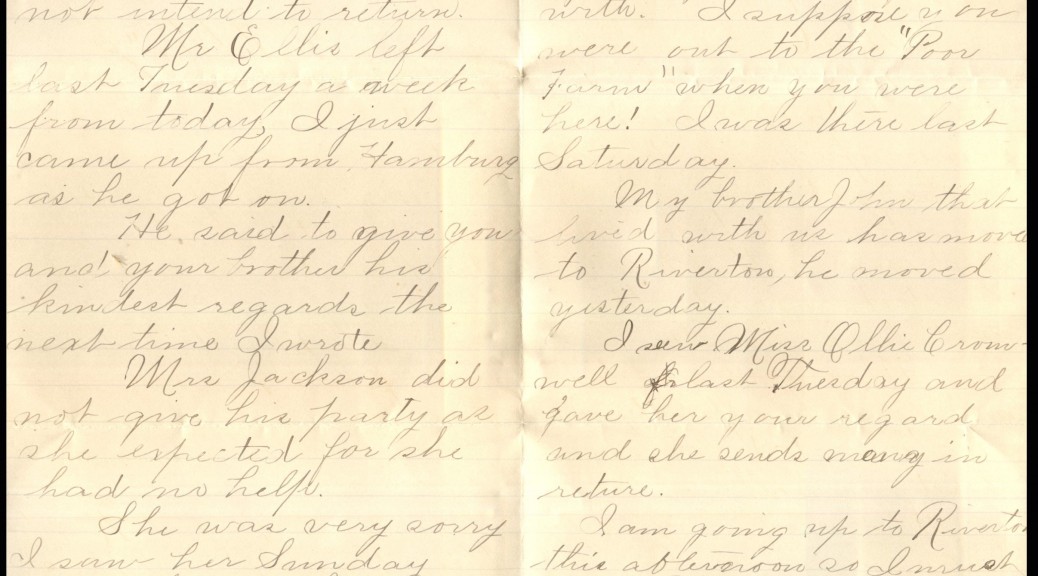 not intend to return.
Mr Ellis left
last Tuesday a week
from today, I just
came up from Hamburg
as he got on.
He said to give you
and your brother his
kindest regards the
next time I wrote
Mrs Jackson did
not give his party as
she expected for she
had no help.
She was very sorry
I saw her Sunday
with. I suppose you
were out to the "Poor
Farm" when you were
here! I was there last
Saturday.
My brother John that
lived with us has moved
to Riverton, he moved
yesterday.
I saw Miss Ollie Crom-
well last Tuesday and
gave her your regard
and she sends many in
reture.
I am going up to Riverton
this afternoon so I must